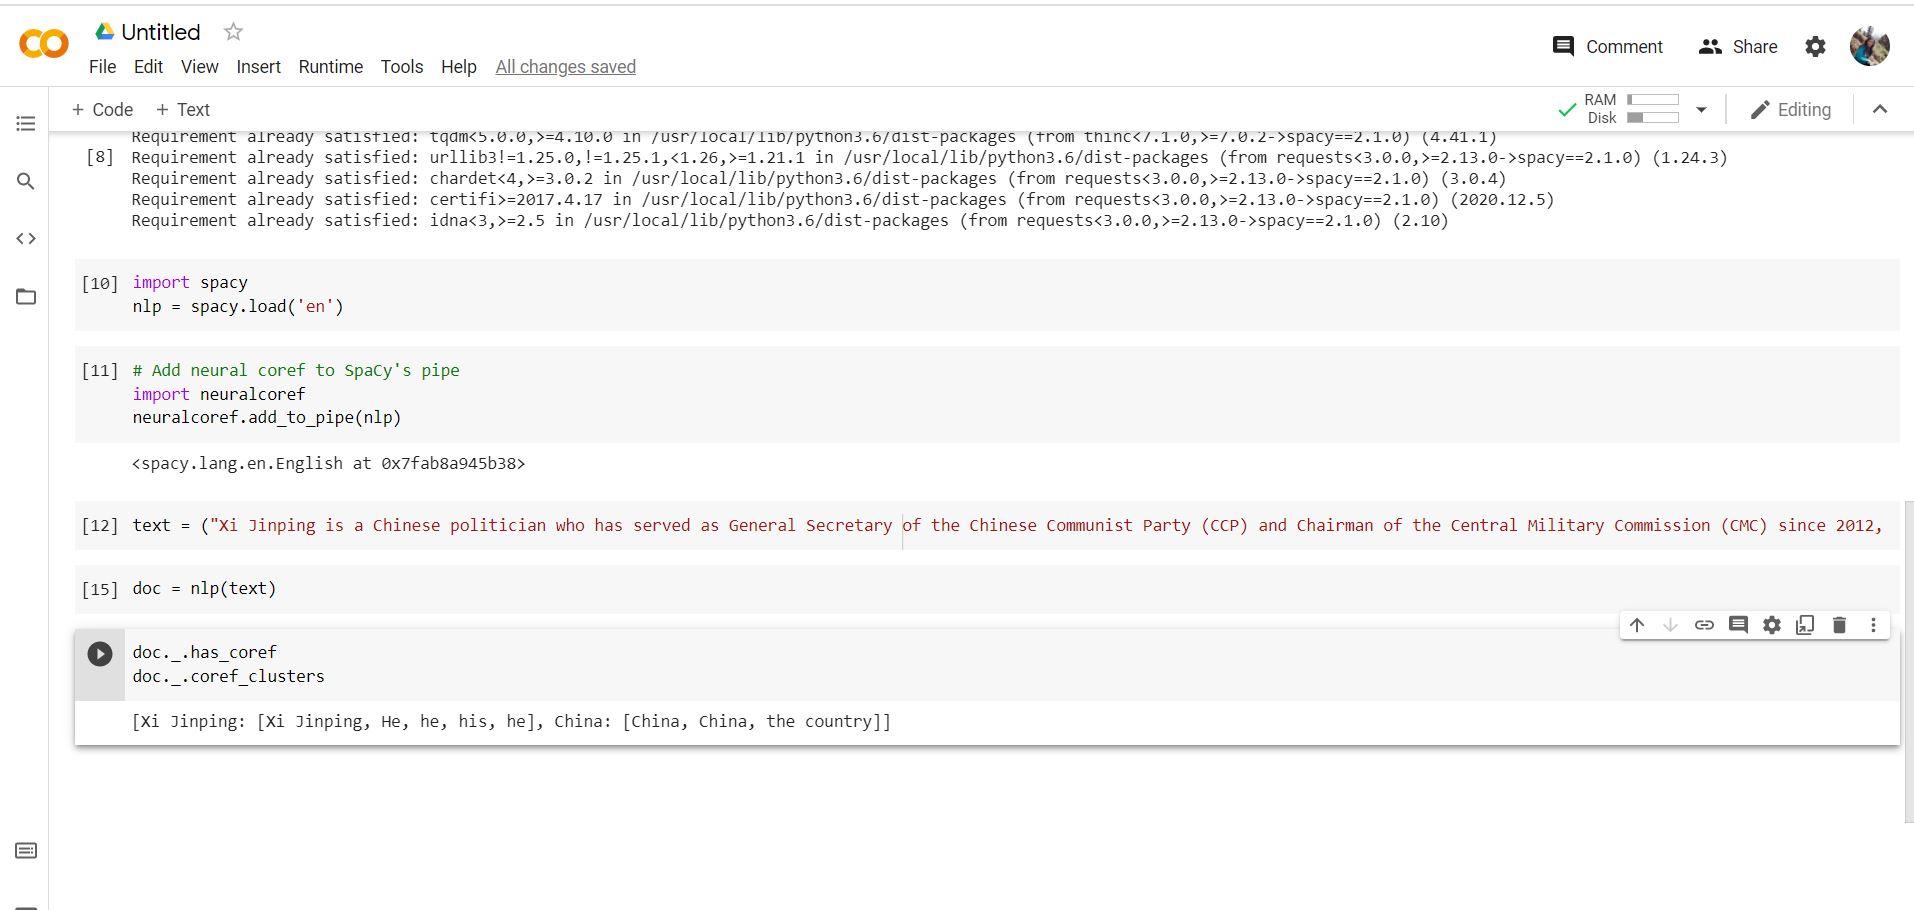 Untitled
Comment
Share
File Edit View Insert Runtime Tools Help All changes saved
+ Code + Text
RAM
Disk
Editing
Requirement already satisfied: tqdm<5.0.0,>=4.10.0 in /usr/local/lib/python3.6/dist-packages (from thinc<7.1.0,>=7.0.2->spacy==2.1.0) (4.41.1)
[8] Requirement already satisfied: urllib3!=1.25.0,!=1.25.1,<1.26,>=1.21.1 in /usr/local/lib/python3.6/dist-packages (from requests<3.0.0,>=2.13.0->spacy==2.1.0) (1.24.3)
Requirement already satisfied: chardet<4,>=3.0.2 in /usr/local/lib/python3.6/dist-packages (from requests<3.0.0,>=2.13.0->spacy==2.1.0) (3.0.4)
Requirement already satisfied: certifi>=2017.4.17 in /usr/local/lib/python3.6/dist-packages (from requests<3.0.0,>=2.13.0->spacy==2.1.0) (2020.12.5)
Requirement already satisfied: idna<3,>=2.5 in /usr/local/lib/python3.6/dist-packages (from requests<3.0.0,>=2.13.0->spacy==2.1.0) (2.10)
[10] import spacy
nlp = spacy.load('en')
[11] # Add neural coref to SpaCy's pipe
import neuralcoref
neuralcoref.add_to_pipe(nlp)
<spacy.lang.en.English at 0x7fab8a945b38>
[12] text = ("Xi Jinping is a Chinese politician who has served as General Secretary of the Chinese Communist Party (CCP) and Chairman of the Central Military Commission (CMC) since 2012,
[15] doc = nlp(text)
doc._.has_coref
doc._.coref_clusters
[Xi Jinping: [Xi Jinping, He, he, his, he], China: [China, China, the country]]